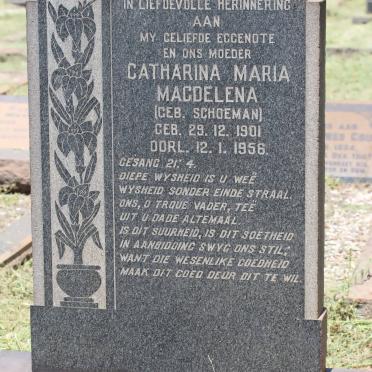 IN LIEFDEVOLLE HERINNERING
AAN
MY GELIEFDE EGGENOTE
EN ONS MOEDER
CATHARINA MARIA
MAGDELENA
(GEB. SCHOEMAN)
GEB. 29. 12. 1901
OORL. 12. 1. 1956.
GESANG 21: 4.
DIEPE WYSHEID IS U WEË
WYSHEID SONDER EINDE STRAAL.
ONS, O TROUE VADER, TEË
UIT U DADE ALTEMAAL
IS DIT SUURHEID, IS DIT SOETHEID
IN AANBIDDING SWYG ONS STIL;
WANT DIE WESENLIKE GOEDHEID
MAAK DIT GOED DEUR DIT TE WIL.